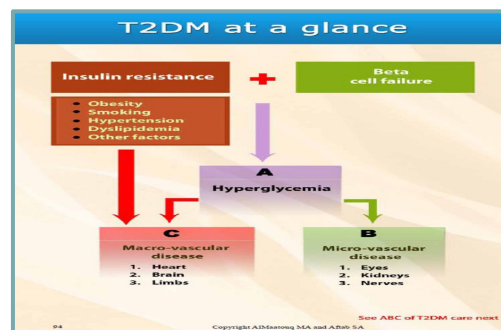 T2DM at a glance
Insulin resistance
+
Beta
cell failure
• Obesity
• Smoking
• Hypertension
• Dyslipidemia
• Other factors
A
Hyperglycemia
C
Macro-vascular
disease
1. Heart
2. Brain
3. Limbs
B
Micro-vascular
disease
1. Eyes
2. Kidneys
3. Nerves
See ABC of T2DM care next
94
Copyright AlMaatouq MA and Aftab SA